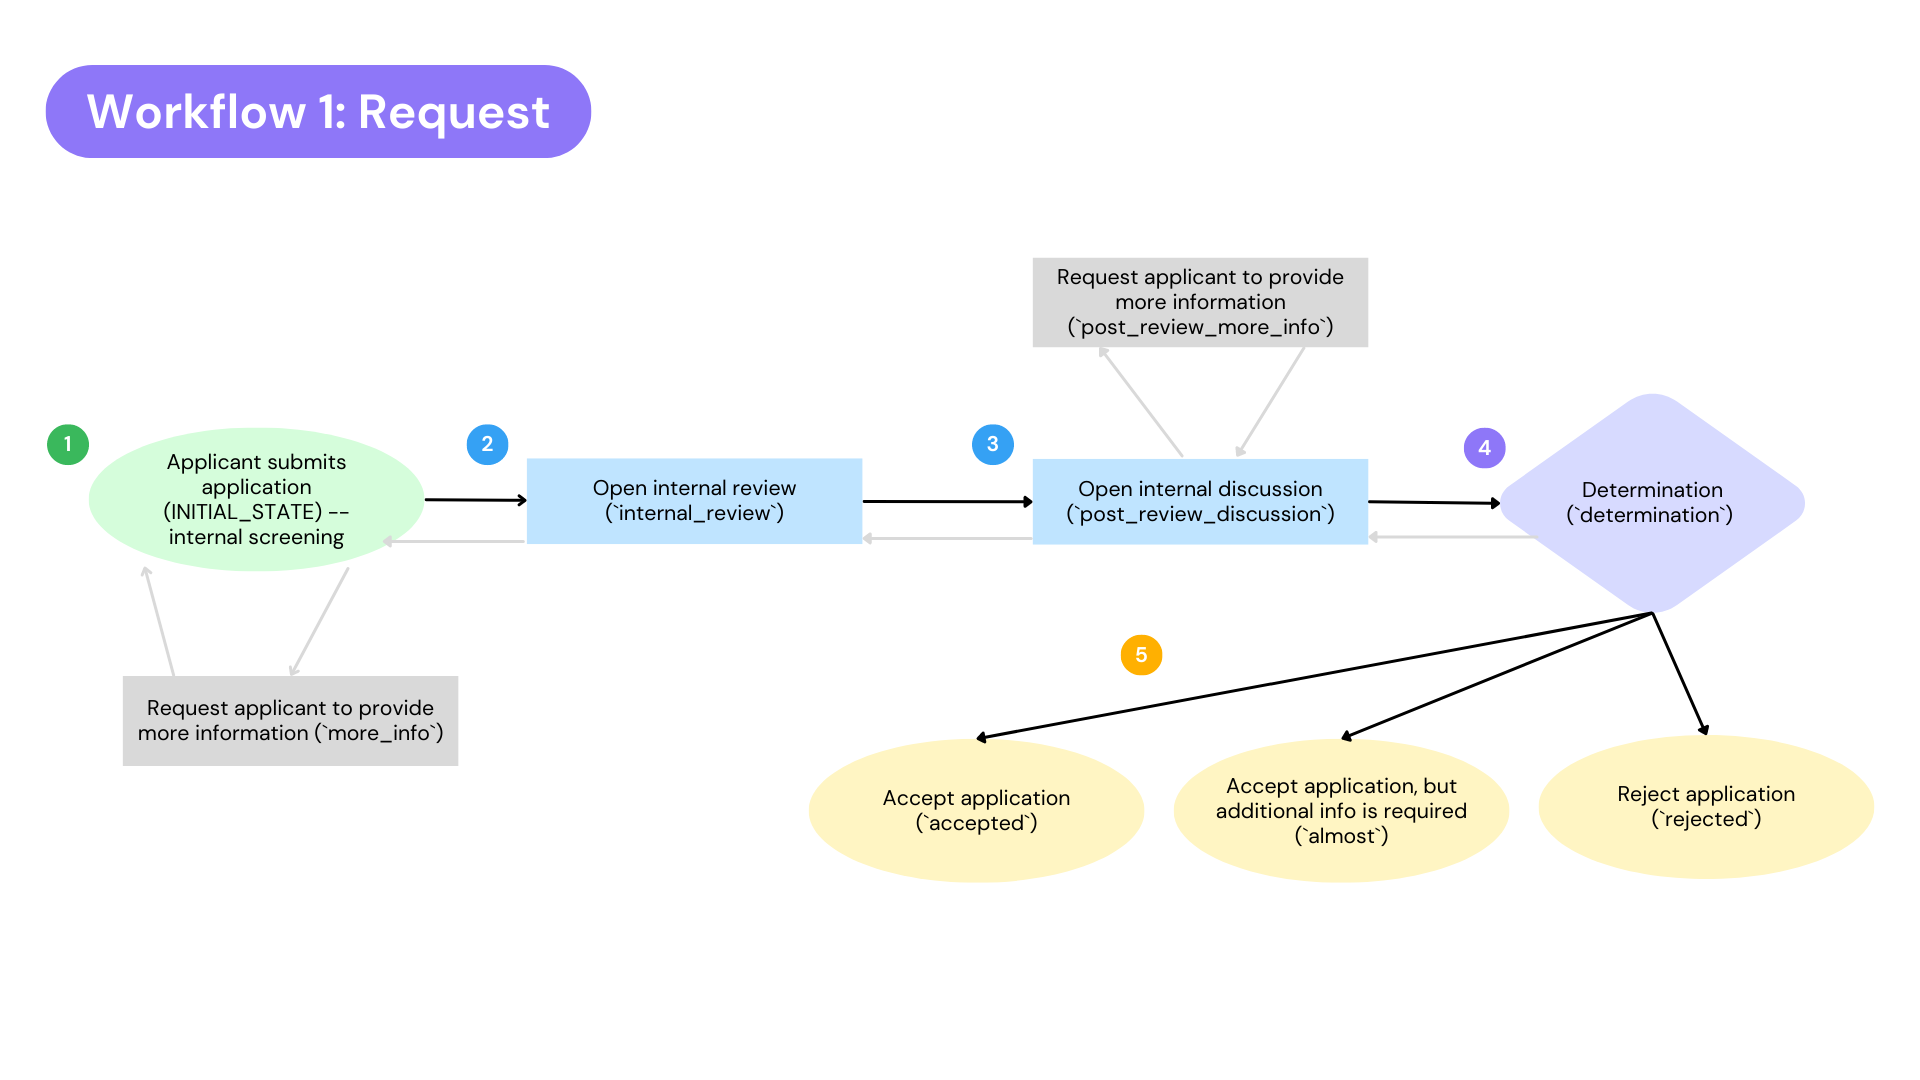 Workflow 1: Request
Request applicant to provide
more information
(`post_review_more_info`)
1
Applicant submits
application
(INITIAL_STATE) --
internal screening
2
Open internal review
(`internal_review`)
3
Open internal discussion
(`post_review_discussion`)
4
Determination
(`determination`)
Request applicant to provide
more information (`more_info`)
5
Accept application
(`accepted`)
Accept application, but
additional info is required
(`almost`)
Reject application
(`rejected`)